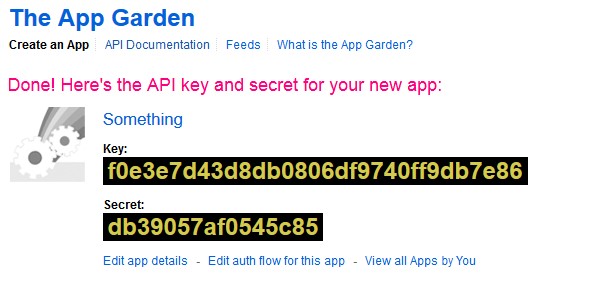 The App Garden
Create an App API Documentation Feeds What is the App Garden?
Done! Here's the API key and secret for your new app:
Something
Key:
f0e3e7d43d8db0806df9740ff9db7e86
Secret:
db39057af0545c85
Edit app details - Edit auth flow for this app - View all Apps by You